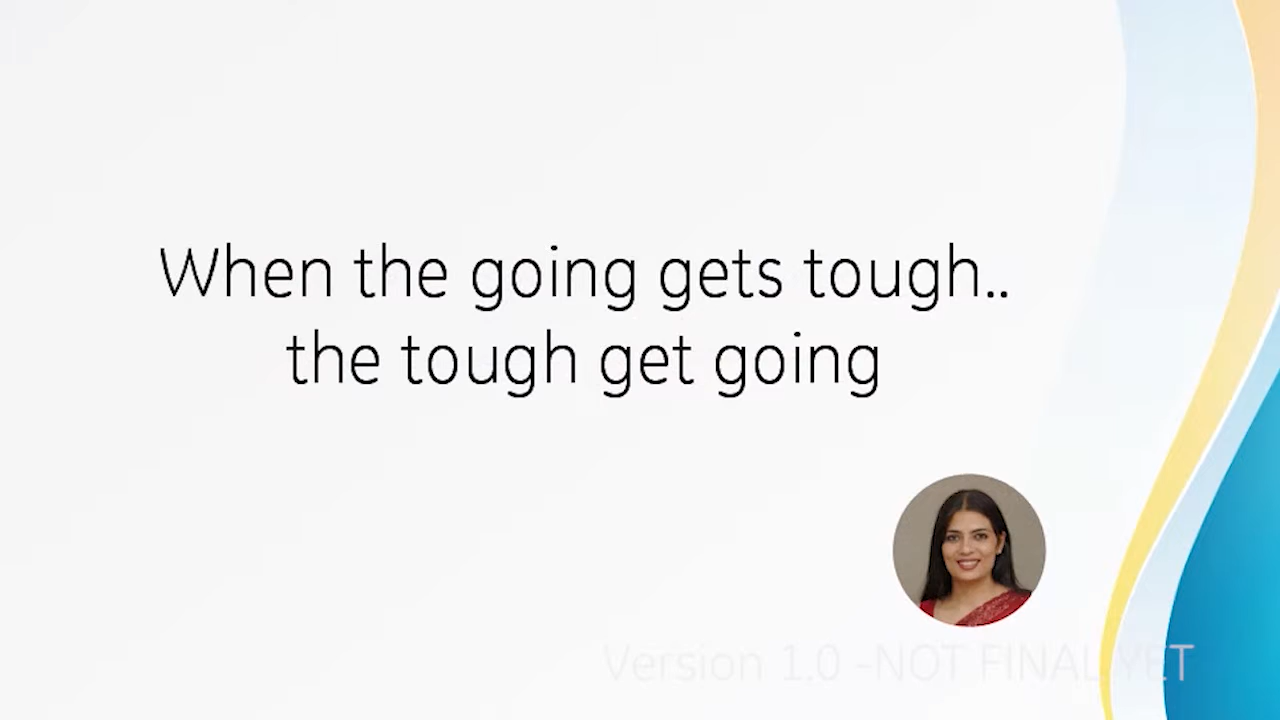 When the going gets tough..
the tough get going
Version 1.0 -NOT FINAL YET